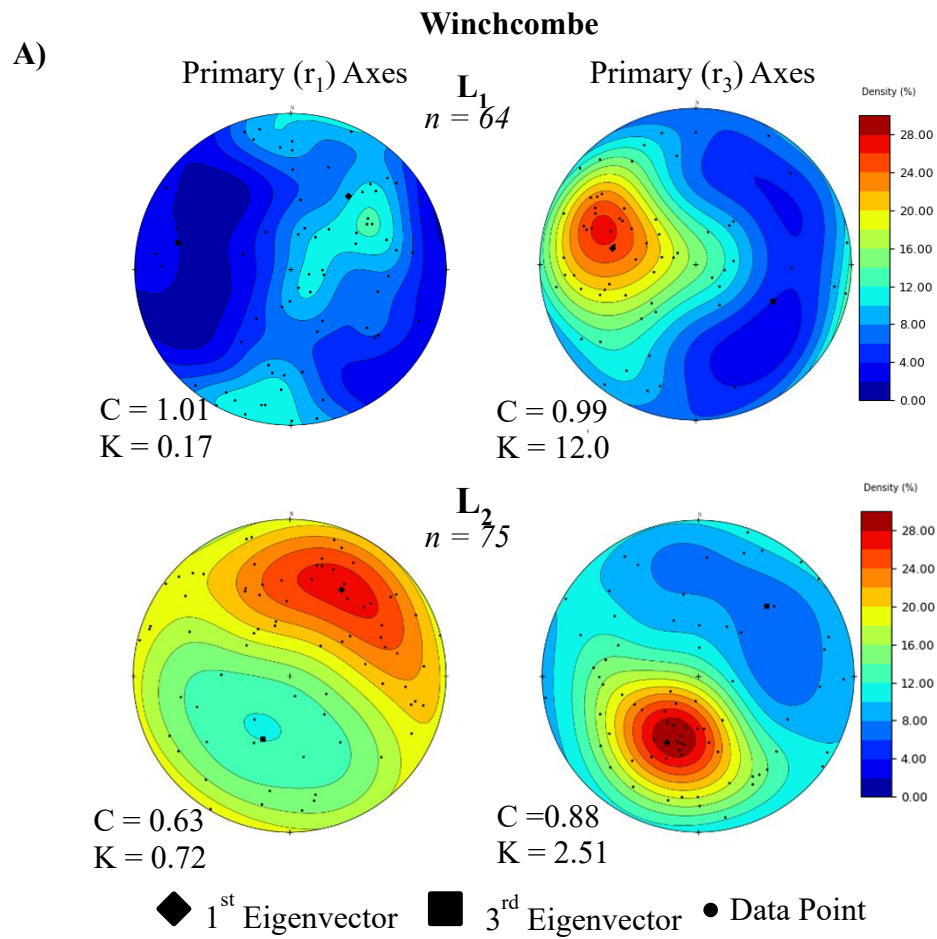 Winchcombe
A)
Primary (r₁) Axes
Primary (r₃) Axes
L₁
n = 64
Density (%)
N
N
28.00
24.00
20.00
16.00
12.00
8.00
4.00
0.00
C = 1.01
K = 0.17
C = 0.99
K = 12.0
L₂
n = 75
Density (%)
N
N
28.00
24.00
20.00
16.00
12.00
8.00
4.00
0.00
C = 0.63
K = 0.72
C =0.88
K = 2.51
1st Eigenvector 3rd Eigenvector Data Point